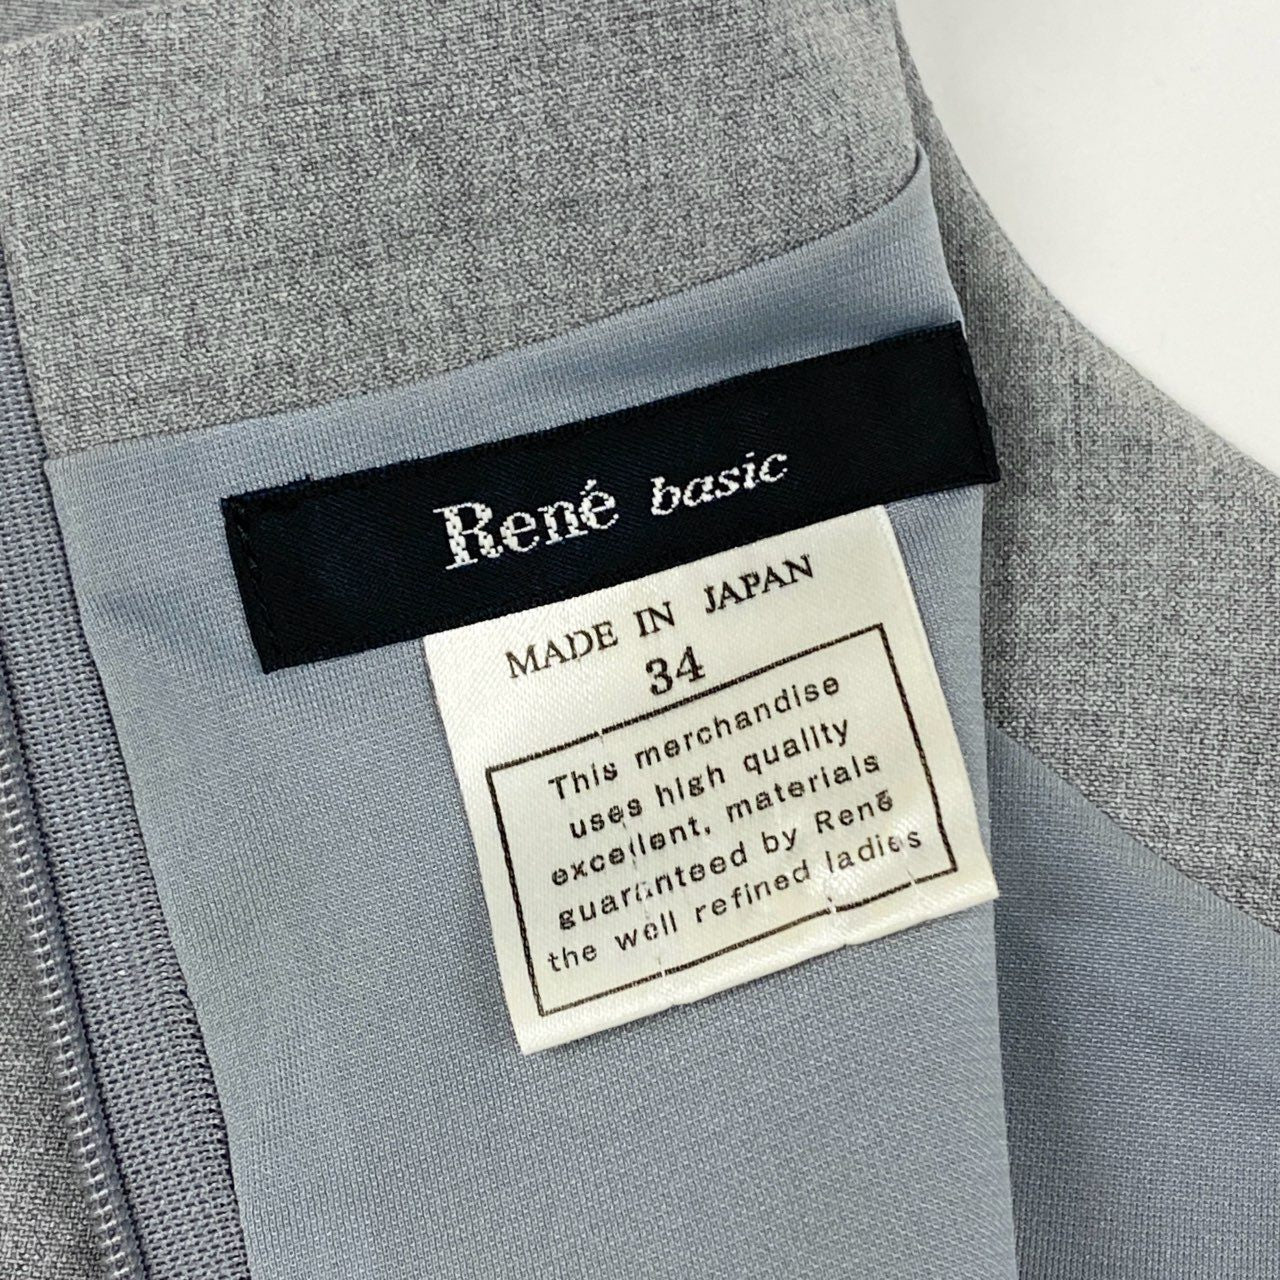 René basic
MADE IN JAPAN
34
This merchandise
uses high quality
excellent, materials
guaranteed by René
the well refined ladies